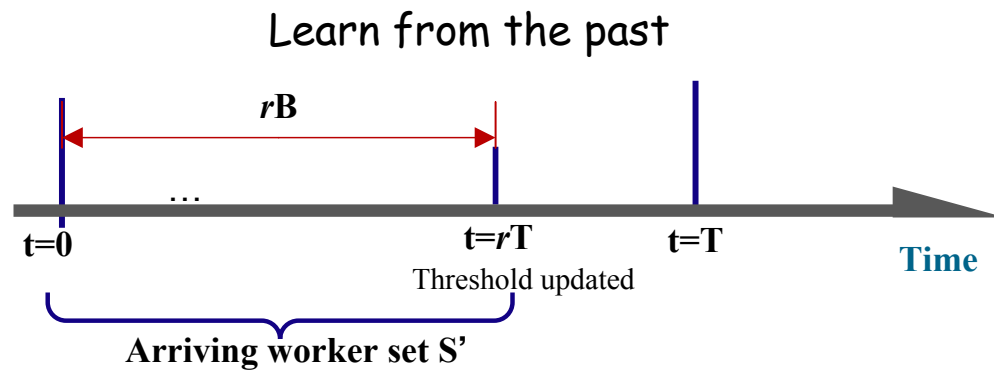 Learn from the past
rB
...
t=0
t=rT
t=T
Time
Threshold updated
Arriving worker set S’